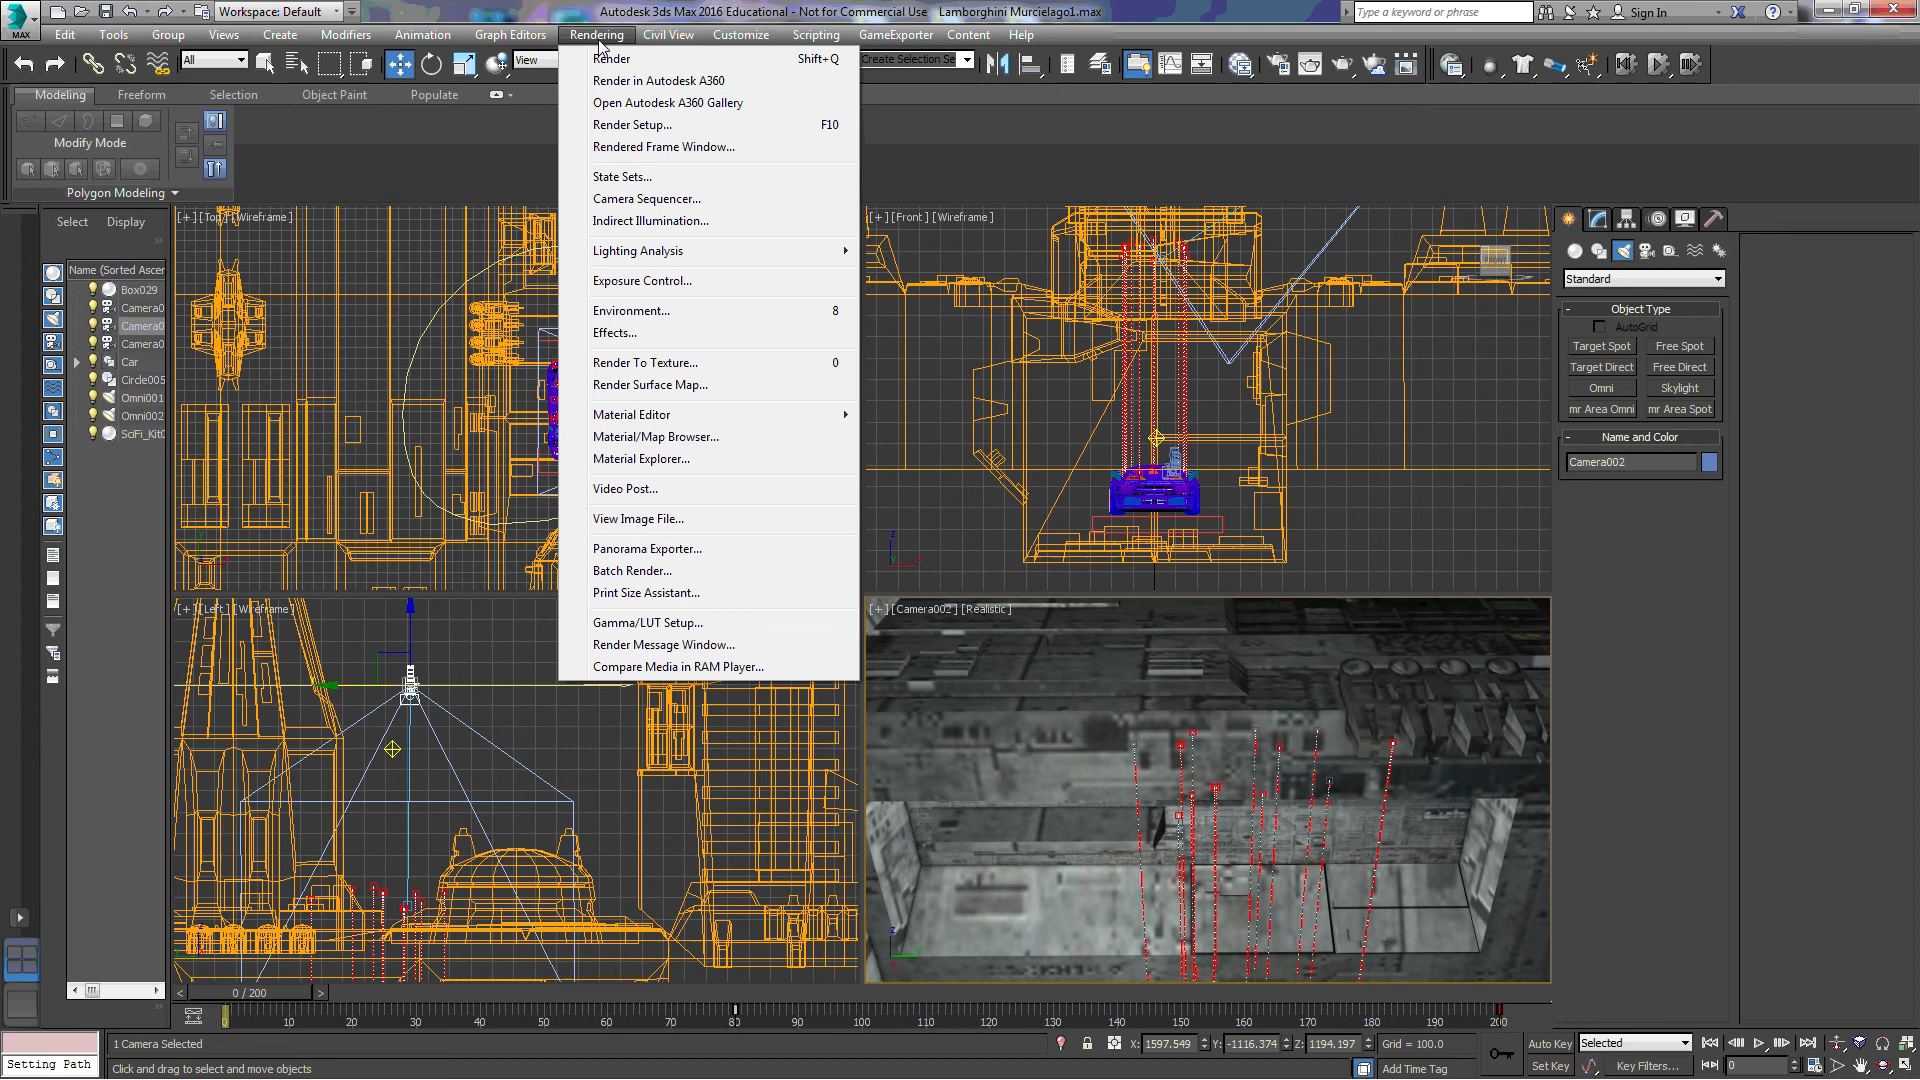 Workspace: Default
Autodesk 3ds Max 2016 Educational - Not for Commercial Use    Lamborghini Murcielago1.max
Type a keyword or phrase
Sign In
MAX
Edit
Tools
Group
Views
Create
Modifiers
Animation
Graph Editors
Rendering
Civil View
Customize
Scripting
GameExporter
Content
Help
All
View
Create Selection Se
Modeling
Freeform
Selection
Object Paint
Populate
Modify Mode
Polygon Modeling
Select
Display
Name (Sorted Ascen
Box029
Camera0
Camera0
Camera0
Car
Circle005
Omni001
Omni002
SciFi_Kit0
[+] [Top] [Wireframe]
Render    Shift+Q
Render in Autodesk A360
Open Autodesk A360 Gallery
Render Setup...    F10
Rendered Frame Window...
State Sets...
Camera Sequencer...
Indirect Illumination...
Lighting Analysis
Exposure Control...
Environment...    8
Effects...
Render To Texture...    0
Render Surface Map...
Material Editor
Material/Map Browser...
Material Explorer...
Video Post...
View Image File...
Panorama Exporter...
Batch Render...
Print Size Assistant...
Gamma/LUT Setup...
Render Message Window...
Compare Media in RAM Player...
[+] [Front] [Wireframe]
[+] [Left] [Wireframe]
[+] [Camera002] [Realistic]
Standard
Object Type
AutoGrid
Target Spot
Free Spot
Target Direct
Free Direct
Omni
Skylight
mr Area Omni
mr Area Spot
Name and Color
Camera002
0 / 200
0 10 20 30 40 50 60 70 80 90 100 110 120 130 140 150 160 170 180 190 200
1 Camera Selected
X: 1597.549
Y: -1116.374
Z: 1194.197
Grid = 100.0
Auto Key
Selected
Setting Path
Click and drag to select and move objects
Add Time Tag
Set Key
Key Filters...
0